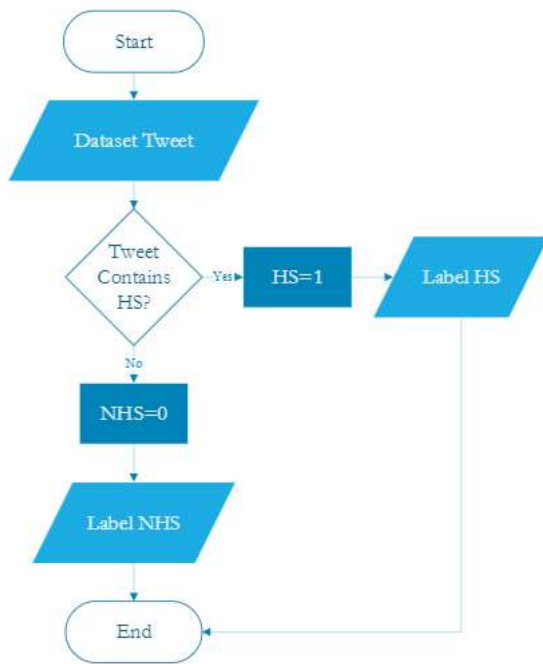 Start
Dataset Tweet
Tweet
Contains
HS?
Yes
HS=1
Label HS
No
NHS=0
Label NHS
End